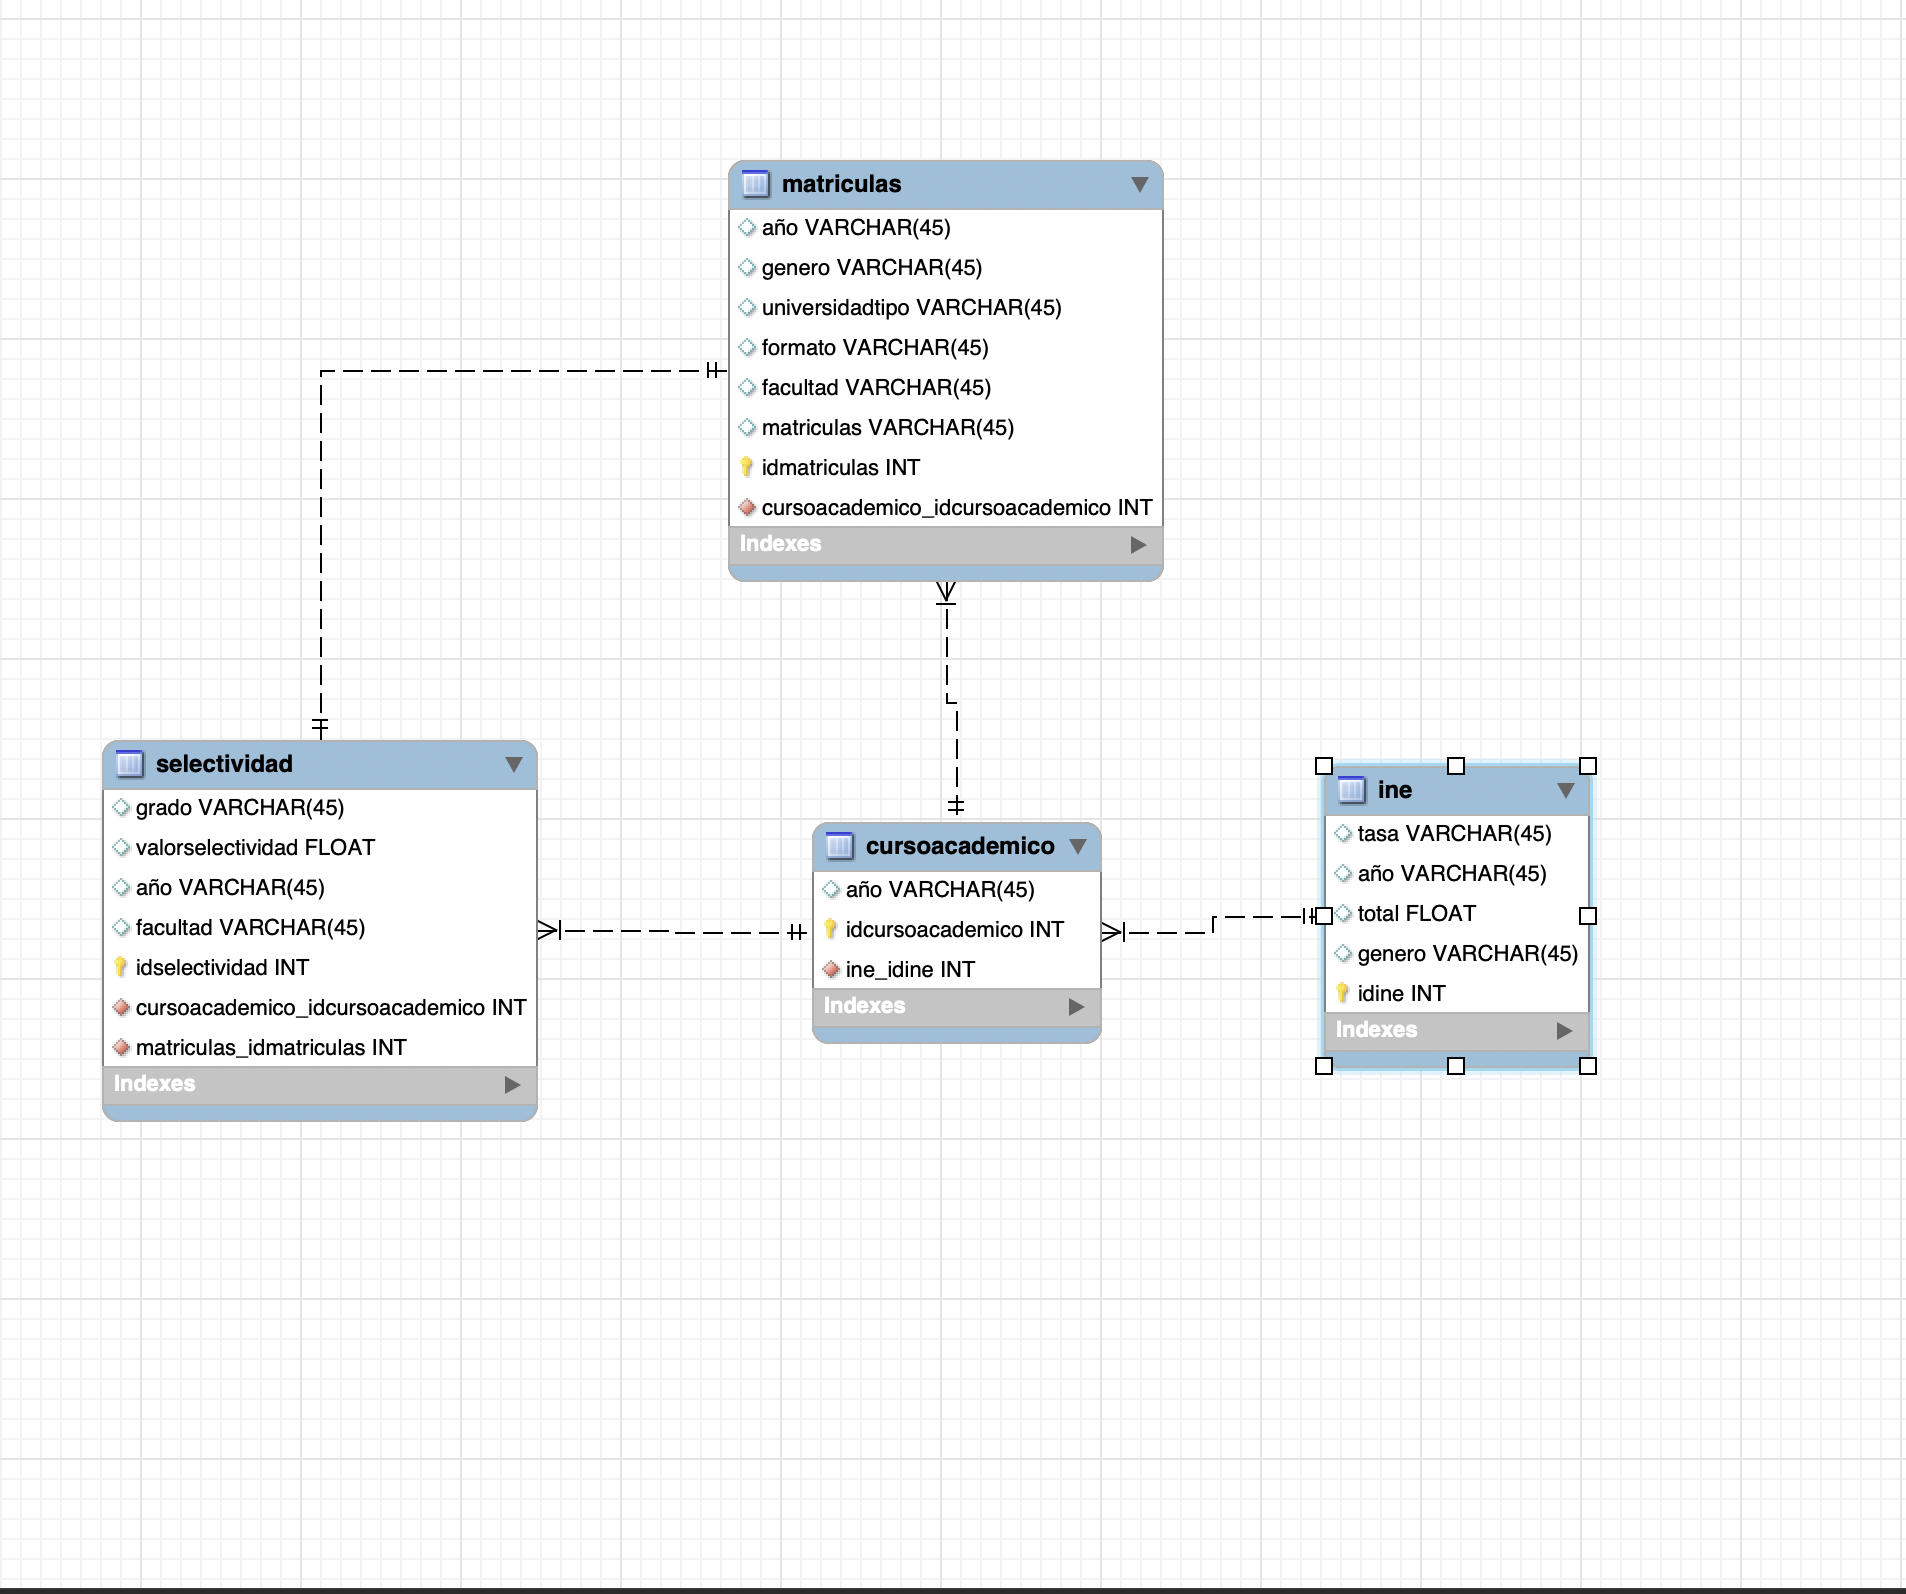 matriculas
año VARCHAR(45)
genero VARCHAR(45)
universidadtipo VARCHAR(45)
formato VARCHAR(45)
facultad VARCHAR(45)
matriculas VARCHAR(45)
idmatriculas INT
cursoacademico_idcursoacademico INT
Indexes
selectividad
grado VARCHAR(45)
valorselectividad FLOAT
año VARCHAR(45)
facultad VARCHAR(45)
idselectividad INT
cursoacademico_idcursoacademico INT
matriculas_idmatriculas INT
Indexes
cursoacademico
año VARCHAR(45)
idcursoacademico INT
ine_idine INT
Indexes
ine
tasa VARCHAR(45)
año VARCHAR(45)
total FLOAT
genero VARCHAR(45)
idine INT
Indexes